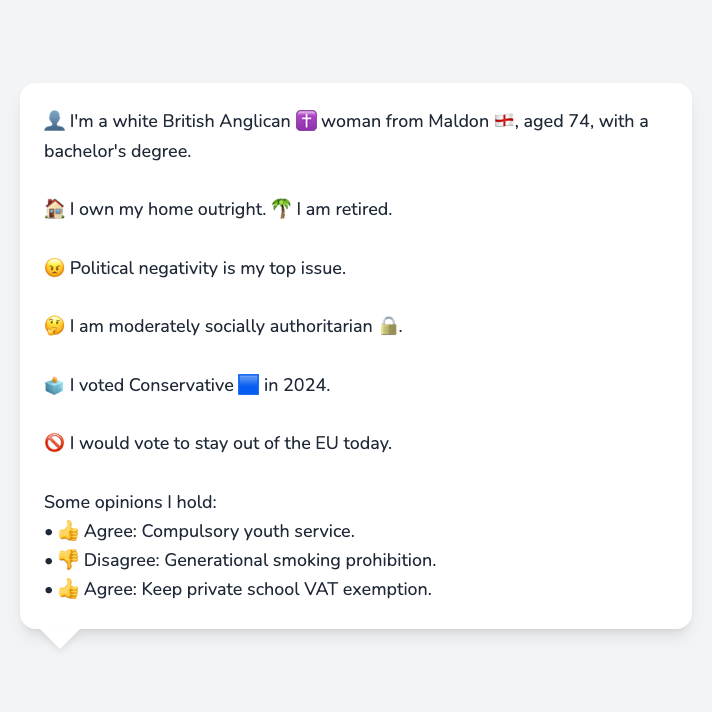 👤 I'm a white British Anglican ✝️ woman from Maldon 🏴󠁧󠁢󠁥󠁮󠁧󠁿, aged 74, with a
bachelor's degree.
🏠 I own my home outright. 🌴 I am retired.
😠 Political negativity is my top issue.
🤔 I am moderately socially authoritarian 🔒.
🗳️ I voted Conservative 🟦 in 2024.
🚫 I would vote to stay out of the EU today.
Some opinions I hold:
• 👍 Agree: Compulsory youth service.
• 👎 Disagree: Generational smoking prohibition.
• 👍 Agree: Keep private school VAT exemption.